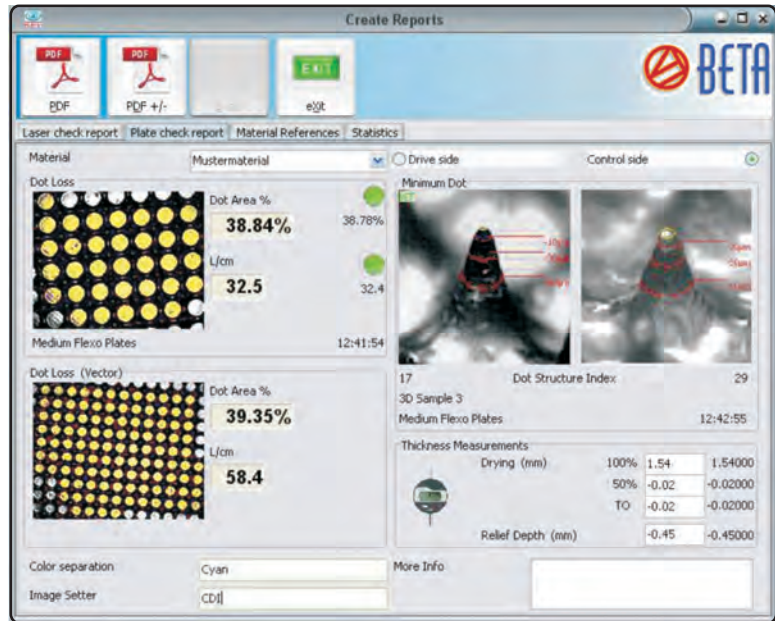 Create Reports
PDF
PDF
BETA
PDF
PDF +/-
EXIT
eXit
Laser check report Plate check report Material References Statistics
Material Mustermaterial Drive side Control side
Dot Loss
Dot Area %
38.84% 38.78%
L/cm
32.5 32.4
Medium Flexo Plates 12:41:54
Minimum Dot
17 Dot Structure Index 29
3D Sample 3
Medium Flexo Plates 12:42:55
Dot Loss (Vector)
Dot Area %
39.35%
L/cm
58.4
Thickness Measurements
Drying (mm) 100% 1.54 1.54000
50% -0.02 -0.02000
TO -0.02 -0.02000
Relief Depth (mm) -0.45 -0.45000
Color separation Cyan More Info
Image Setter CDI